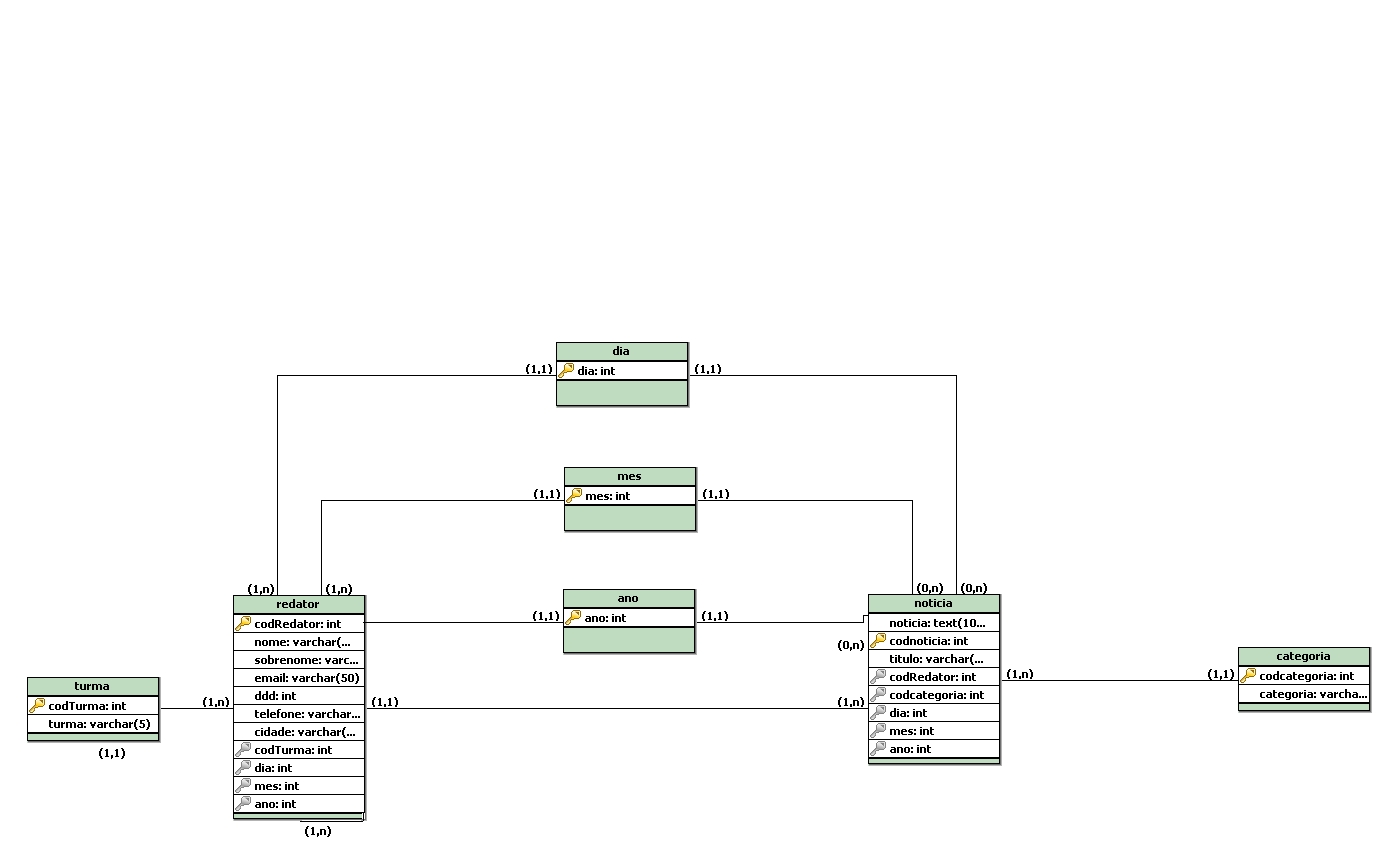 dia
(1,1)
dia: int
(1,1)
mes
(1,1)
mes: int
(1,1)
(1,n)
(1,n)
ano
(1,1)
ano: int
(1,1)
(0,n)
(0,n)
redator
codRedator: int
nome: varchar(...
sobrenome: varc...
email: varchar(50)
ddd: int
telefone: varchar...
cidade: varchar(...
codTurma: int
dia: int
mes: int
ano: int
(1,n)
(1,1)
(1,n)
turma
codTurma: int
turma: varchar(5)
(1,1)
noticia
noticia: text(10...
codnoticia: int
titulo: varchar(...
codRedator: int
codcategoria: int
dia: int
mes: int
ano: int
(0,n)
(1,n)
(1,n)
(1,1)
categoria
codcategoria: int
categoria: varcha...